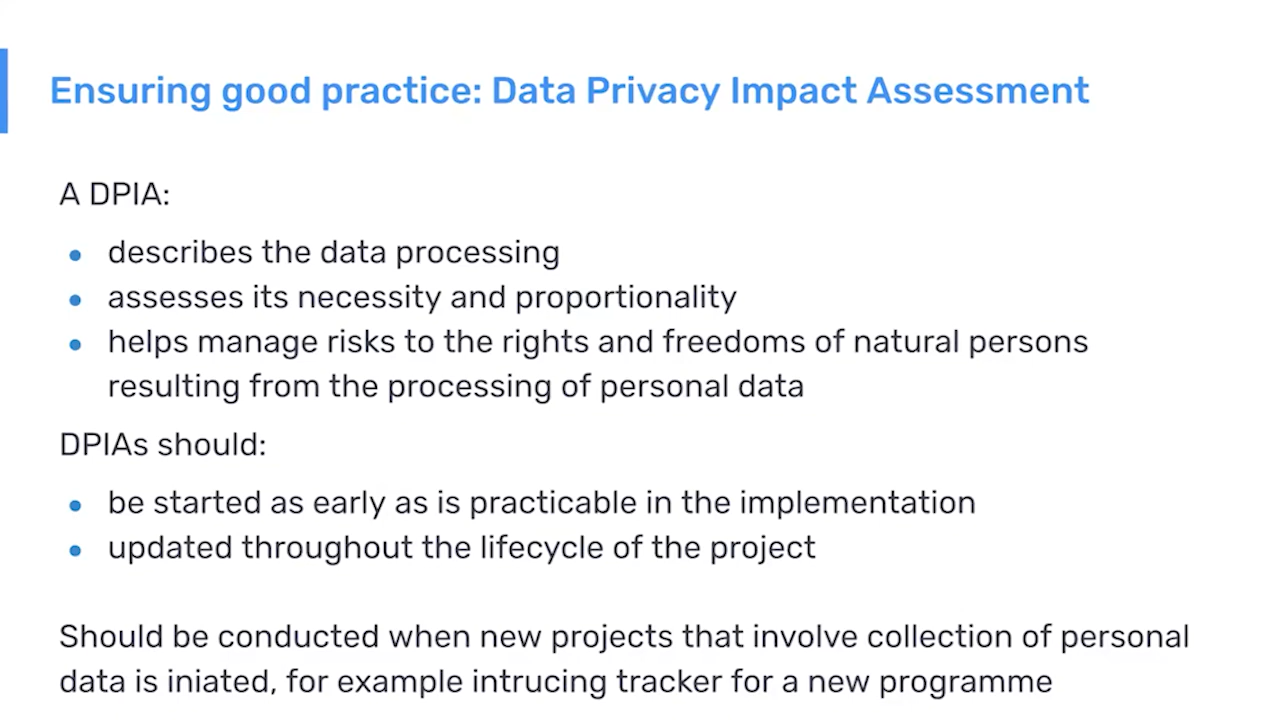 Ensuring good practice: Data Privacy Impact Assessment
A DPIA:
• describes the data processing
• assesses its necessity and proportionality
• helps manage risks to the rights and freedoms of natural persons
resulting from the processing of personal data
DPIAs should:
• be started as early as is practicable in the implementation
• updated throughout the lifecycle of the project
Should be conducted when new projects that involve collection of personal
data is iniated, for example intrucing tracker for a new programme